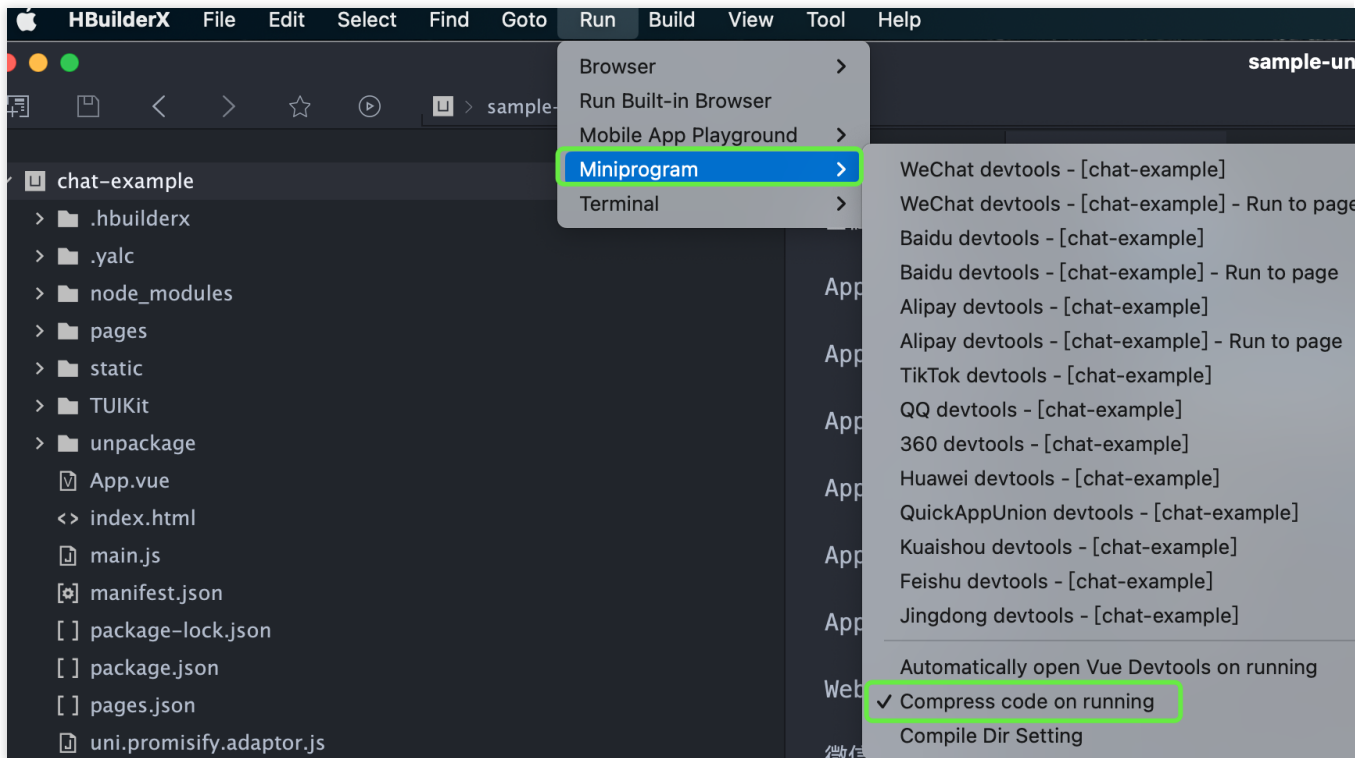 HBuilderX File Edit Select Find Goto Run Build View Tool Help
sample-un
U > sample-
Browser
Run Built-in Browser
Mobile App Playground
Miniprogram
Terminal
U chat-example
.hbuilderx
.yalc
node_modules
pages
static
TUIKit
unpackage
App.vue
index.html
main.js
manifest.json
package-lock.json
package.json
pages.json
uni.promisify.adaptor.js
App
App
App
App
App
App
Web
微信
WeChat devtools - [chat-example]
WeChat devtools - [chat-example] - Run to page
Baidu devtools - [chat-example]
Baidu devtools - [chat-example] - Run to page
Alipay devtools - [chat-example]
Alipay devtools - [chat-example] - Run to page
TikTok devtools - [chat-example]
QQ devtools - [chat-example]
360 devtools - [chat-example]
Huawei devtools - [chat-example]
QuickAppUnion devtools - [chat-example]
Kuaishou devtools - [chat-example]
Feishu devtools - [chat-example]
Jingdong devtools - [chat-example]
Automatically open Vue Devtools on running
✓ Compress code on running
Compile Dir Setting